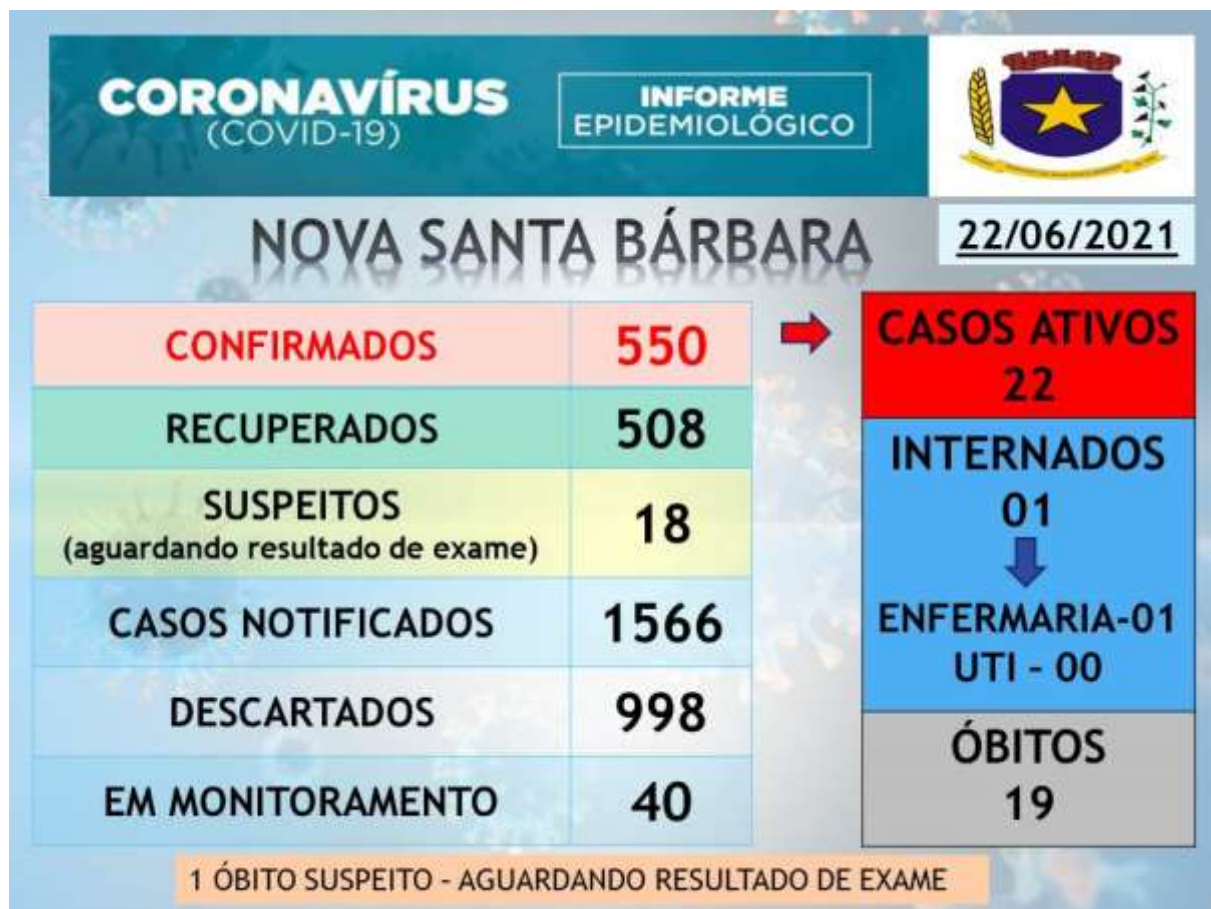 CORONAVÍRUS
(COVID-19)
INFORME
EPIDEMIOLÓGICO
NOVA SANTA BÁRBARA
22/06/2021
CONFIRMADOS 550
RECUPERADOS 508
SUSPEITOS
(aguardando resultado de exame) 18
CASOS NOTIFICADOS 1566
DESCARTADOS 998
EM MONITORAMENTO 40
CASOS ATIVOS
22
INTERNADOS
01
ENFERMARIA-01
UTI – 00
ÓBITOS
19
1 ÓBITO SUSPEITO – AGUARDANDO RESULTADO DE EXAME